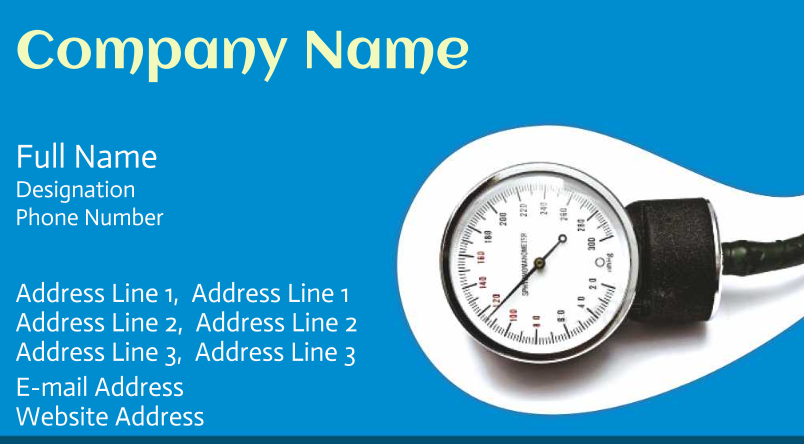 Company Name
Full Name
Designation
Phone Number
Address Line 1,  Address Line 1
Address Line 2,  Address Line 2
Address Line 3,  Address Line 3
E-mail Address
Website Address
20
40
60
80
100
120
140
160
180
200
220
240
260
280
300
SPHYGMOMANOMETER
mmHg